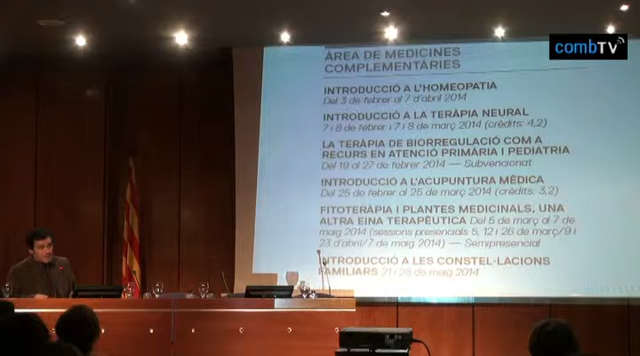 combTV
ÀREA DE MEDICINES
COMPLEMENTÀRIES
INTRODUCCIÓ A L'HOMEOPATIA
Del 3 de febrer al 7 d'abril 2014
INTRODUCCIÓ A LA TERÀPIA NEURAL
7 i 8 de febrer i 7 i 8 de març 2014 (crèdits: 4,2)
LA TERÀPIA DE BIORREGULACIÓ COM A
RECURS EN ATENCIÓ PRIMÀRIA I PEDIATRIA
Del 19 al 27 de febrer 2014 — Subvencionat
INTRODUCCIÓ A L'ACUPUNTURA MÈDICA
Del 25 de febrer al 25 de març 2014 (crèdits: 3,2)
FITOTERÀPIA I PLANTES MEDICINALS, UNA
ALTRA EINA TERAPÈUTICA Del 5 de març al 7 de
maig 2014 (sessions presencials 5, 12 i 26 de març/9 i
23 d'abril/7 de maig 2014) — Semipresencial
INTRODUCCIÓ A LES CONSTEL·LACIONS
FAMILIARS 21 i 28 de maig 2014